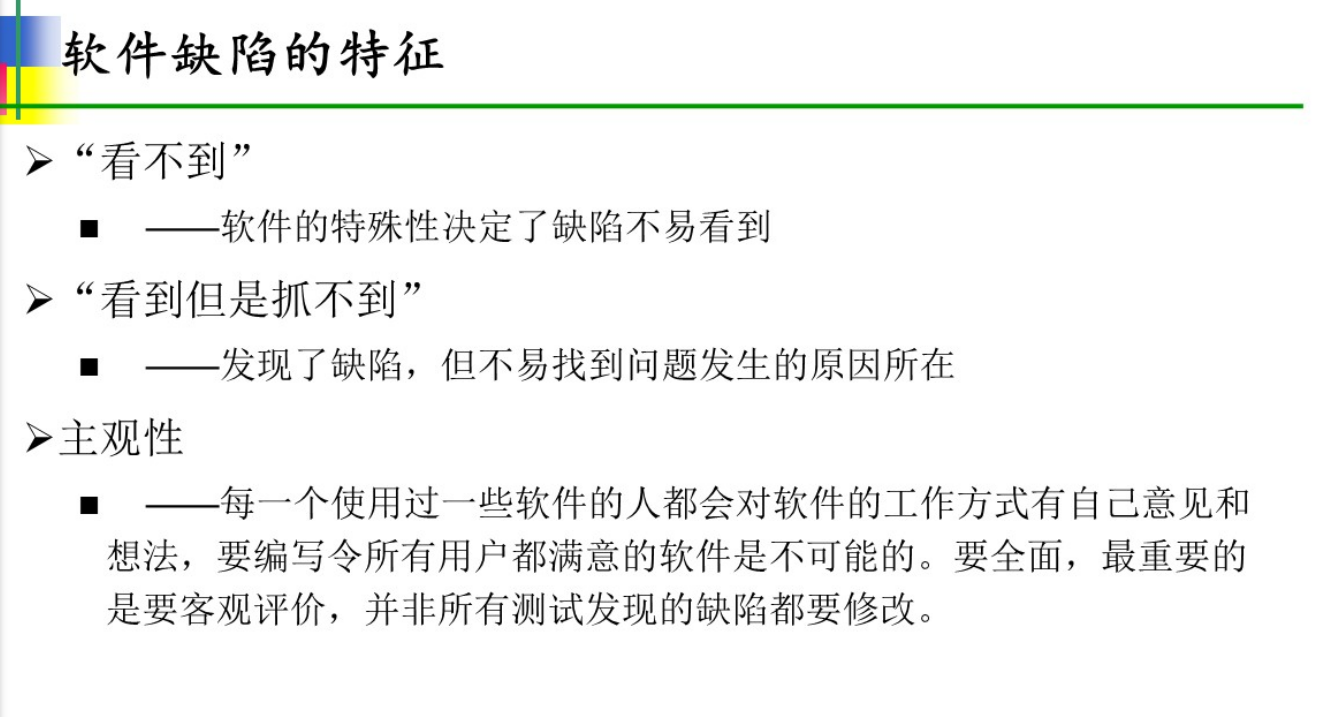 软件缺陷的特征
➢“看不到”
■ ——软件的特殊性决定了缺陷不易看到
➢“看到但是抓不到”
■ ——发现了缺陷，但不易找到问题发生的原因所在
➢主观性
■ ——每一个使用过一些软件的人都会对软件的工作方式有自己意见和
想法，要编写令所有用户都满意的软件是不可能的。要全面，最重要的
是要客观评价，并非所有测试发现的缺陷都要修改。